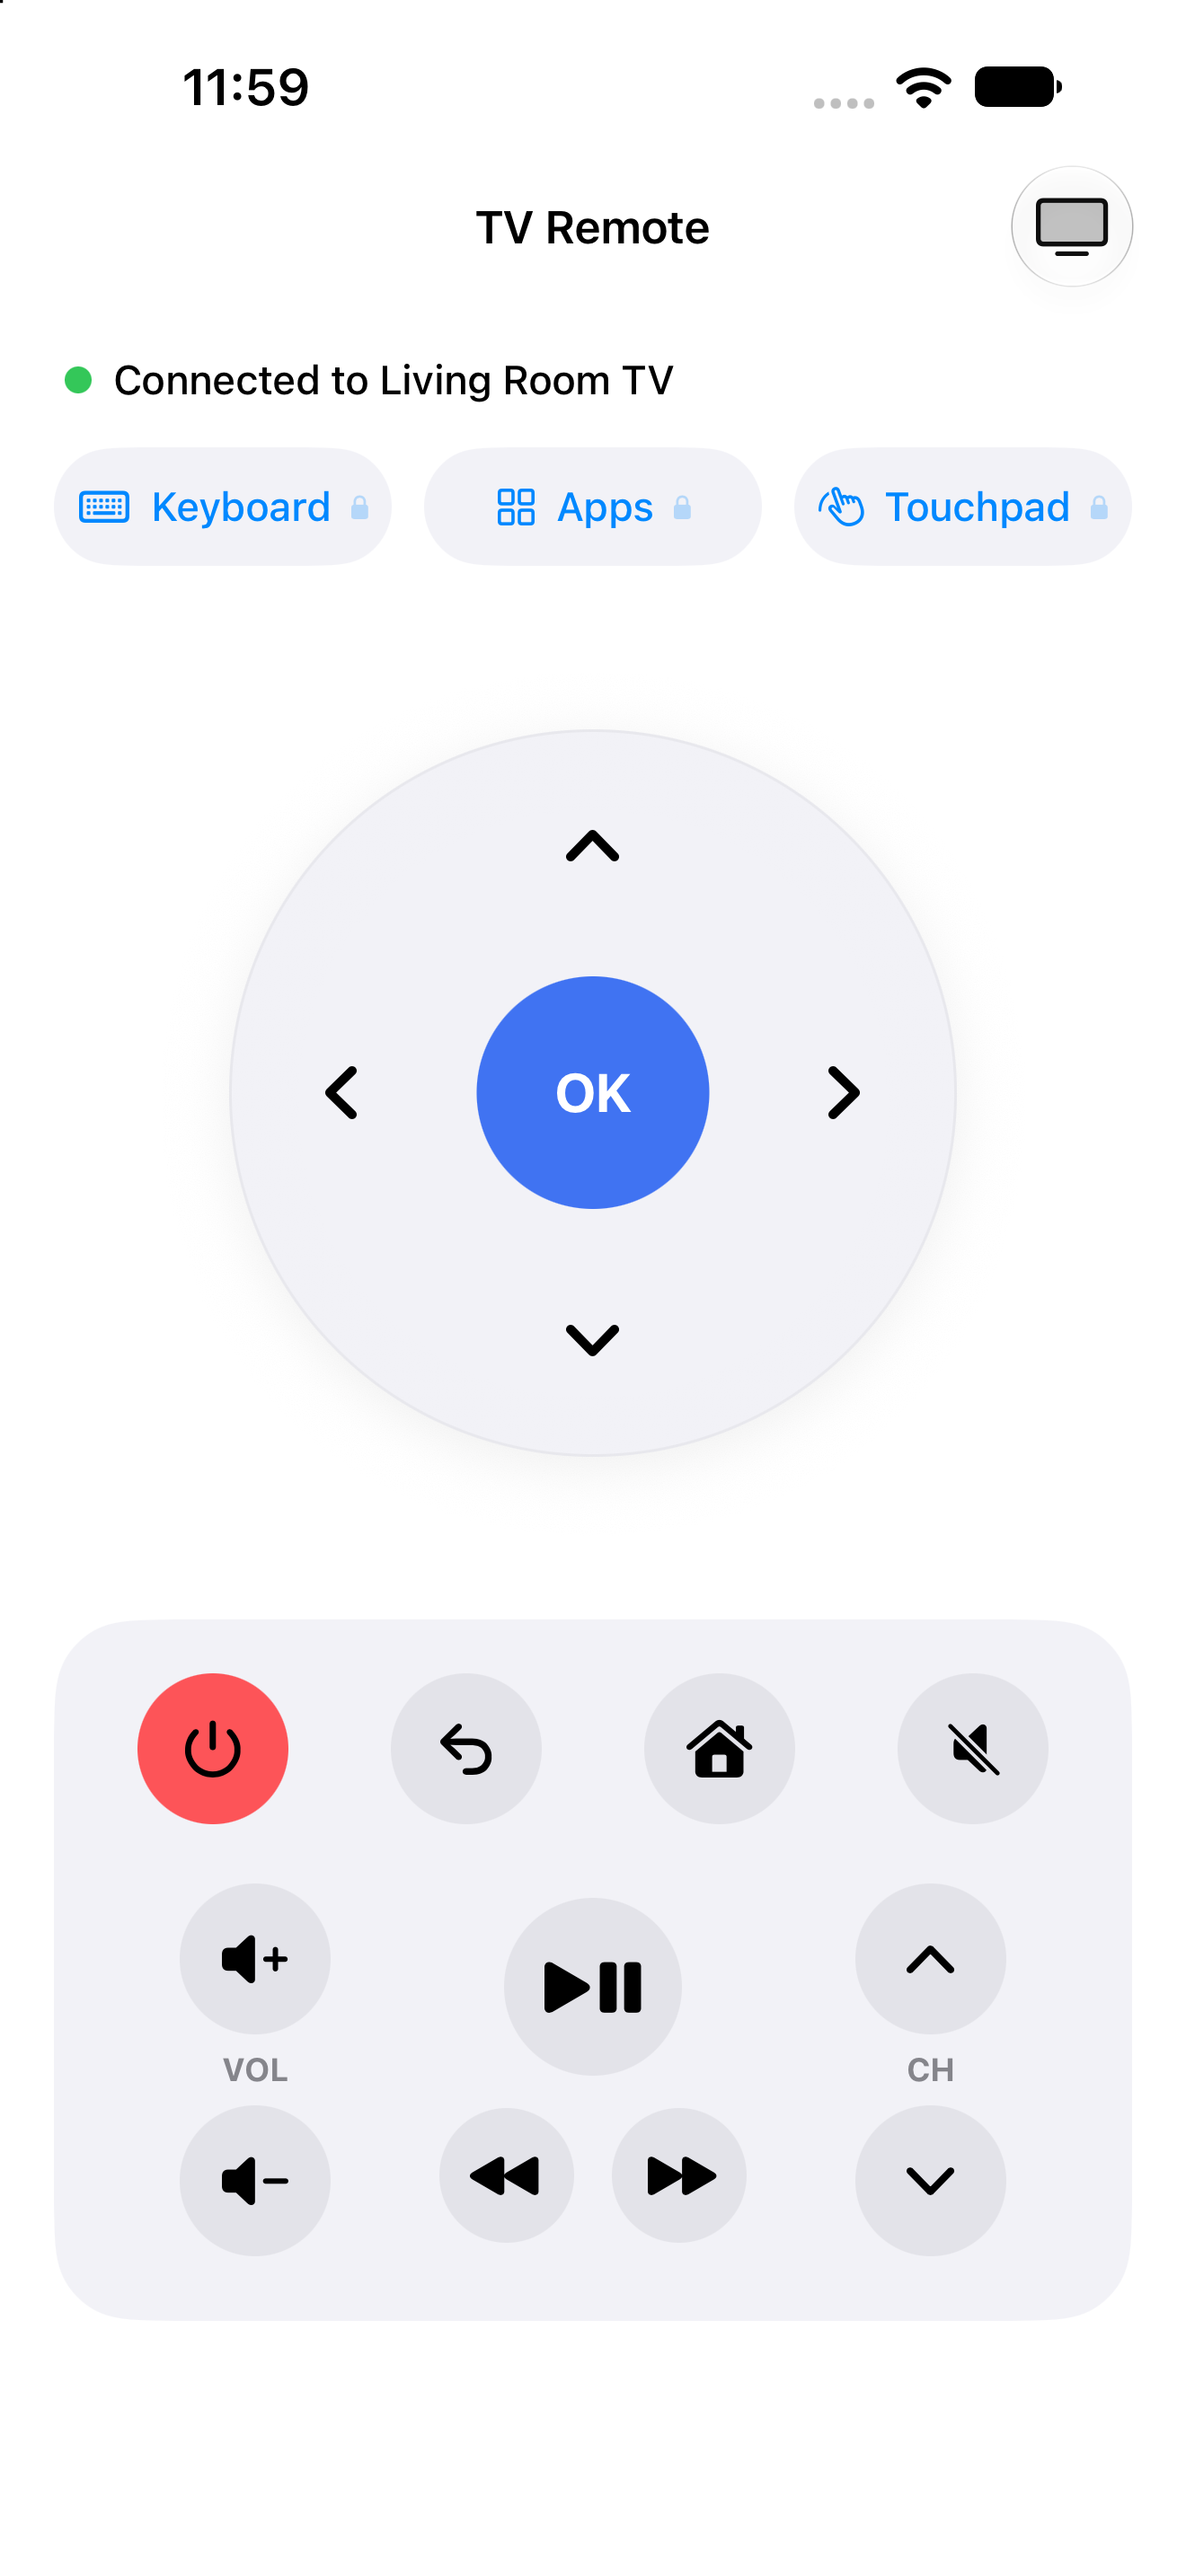 11:59
TV Remote
Connected to Living Room TV
Keyboard
Apps
Touchpad
OK
VOL
CH